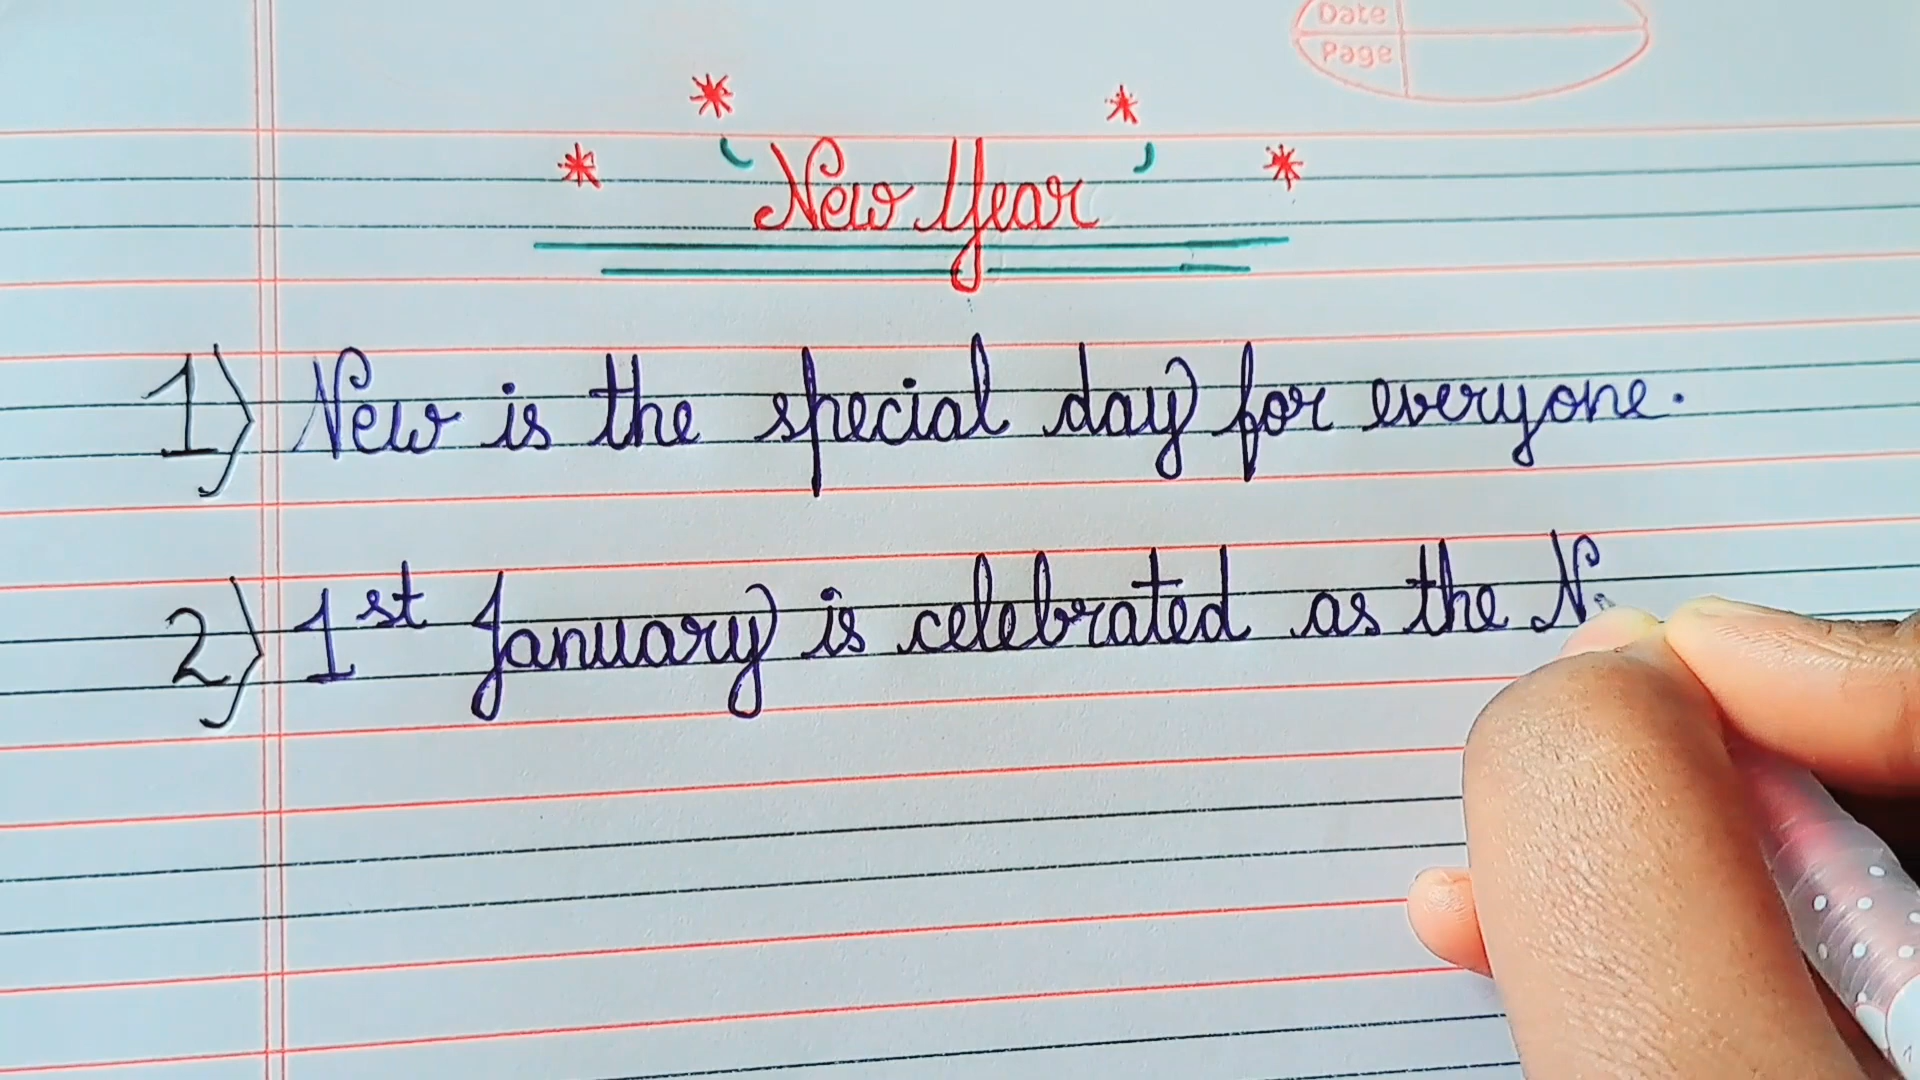 Date
Page
New Year
1) New is the special day for everyone.
2) 1st January is celebrated as the